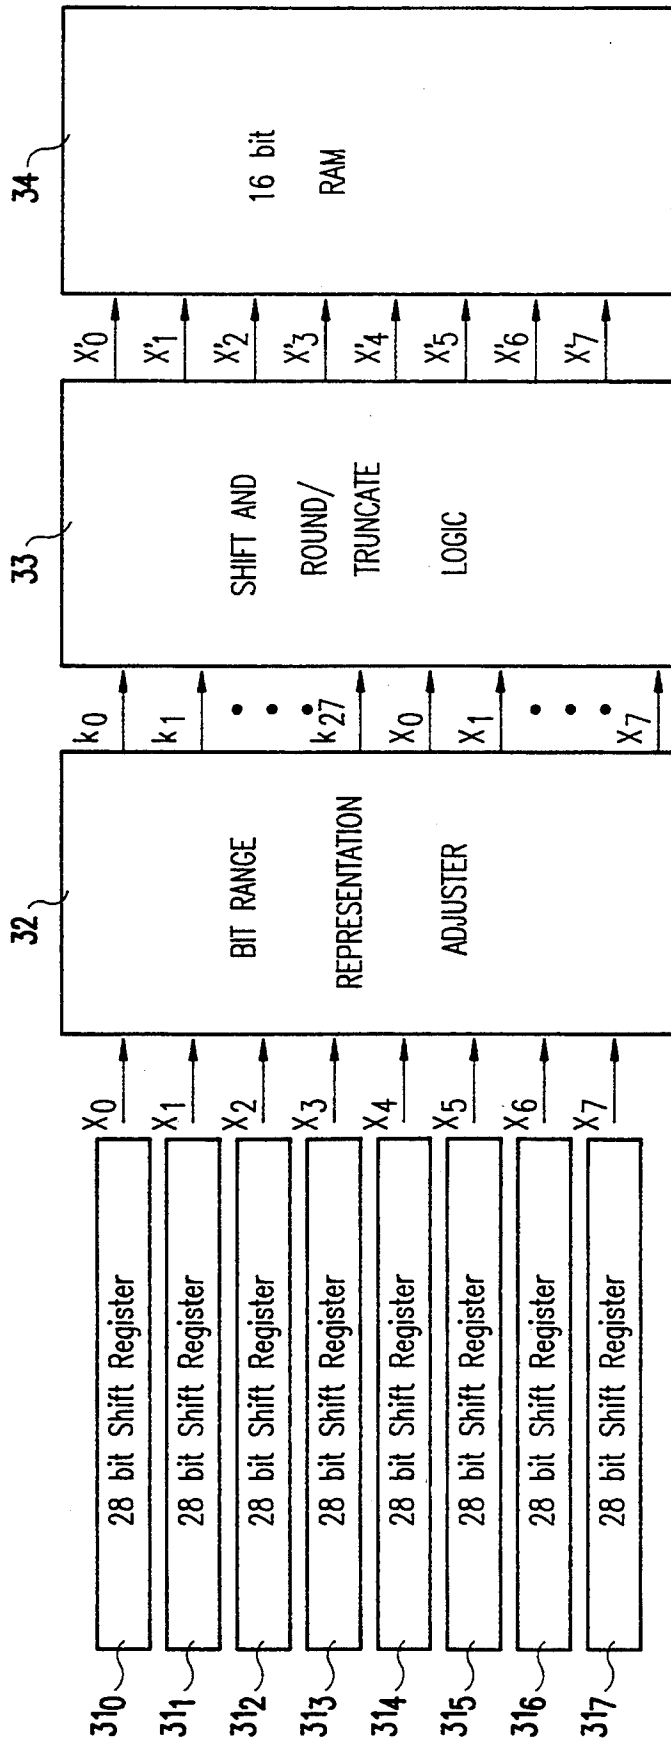 32
33
34
31₀ 28 bit Shift Register X₀
31₁ 28 bit Shift Register X₁
31₂ 28 bit Shift Register X₂
31₃ 28 bit Shift Register X₃
31₄ 28 bit Shift Register X₄
31₅ 28 bit Shift Register X₅
31₆ 28 bit Shift Register X₆
31₇ 28 bit Shift Register X₇
BIT RANGE
REPRESENTATION
ADJUSTER
k₀
k₁
k₂₇
X₀
X₁
X₇
SHIFT AND
ROUND/
TRUNCATE
LOGIC
X'₀
X'₁
X'₂
X'₃
X'₄
X'₅
X'₆
X'₇
16 bit
RAM